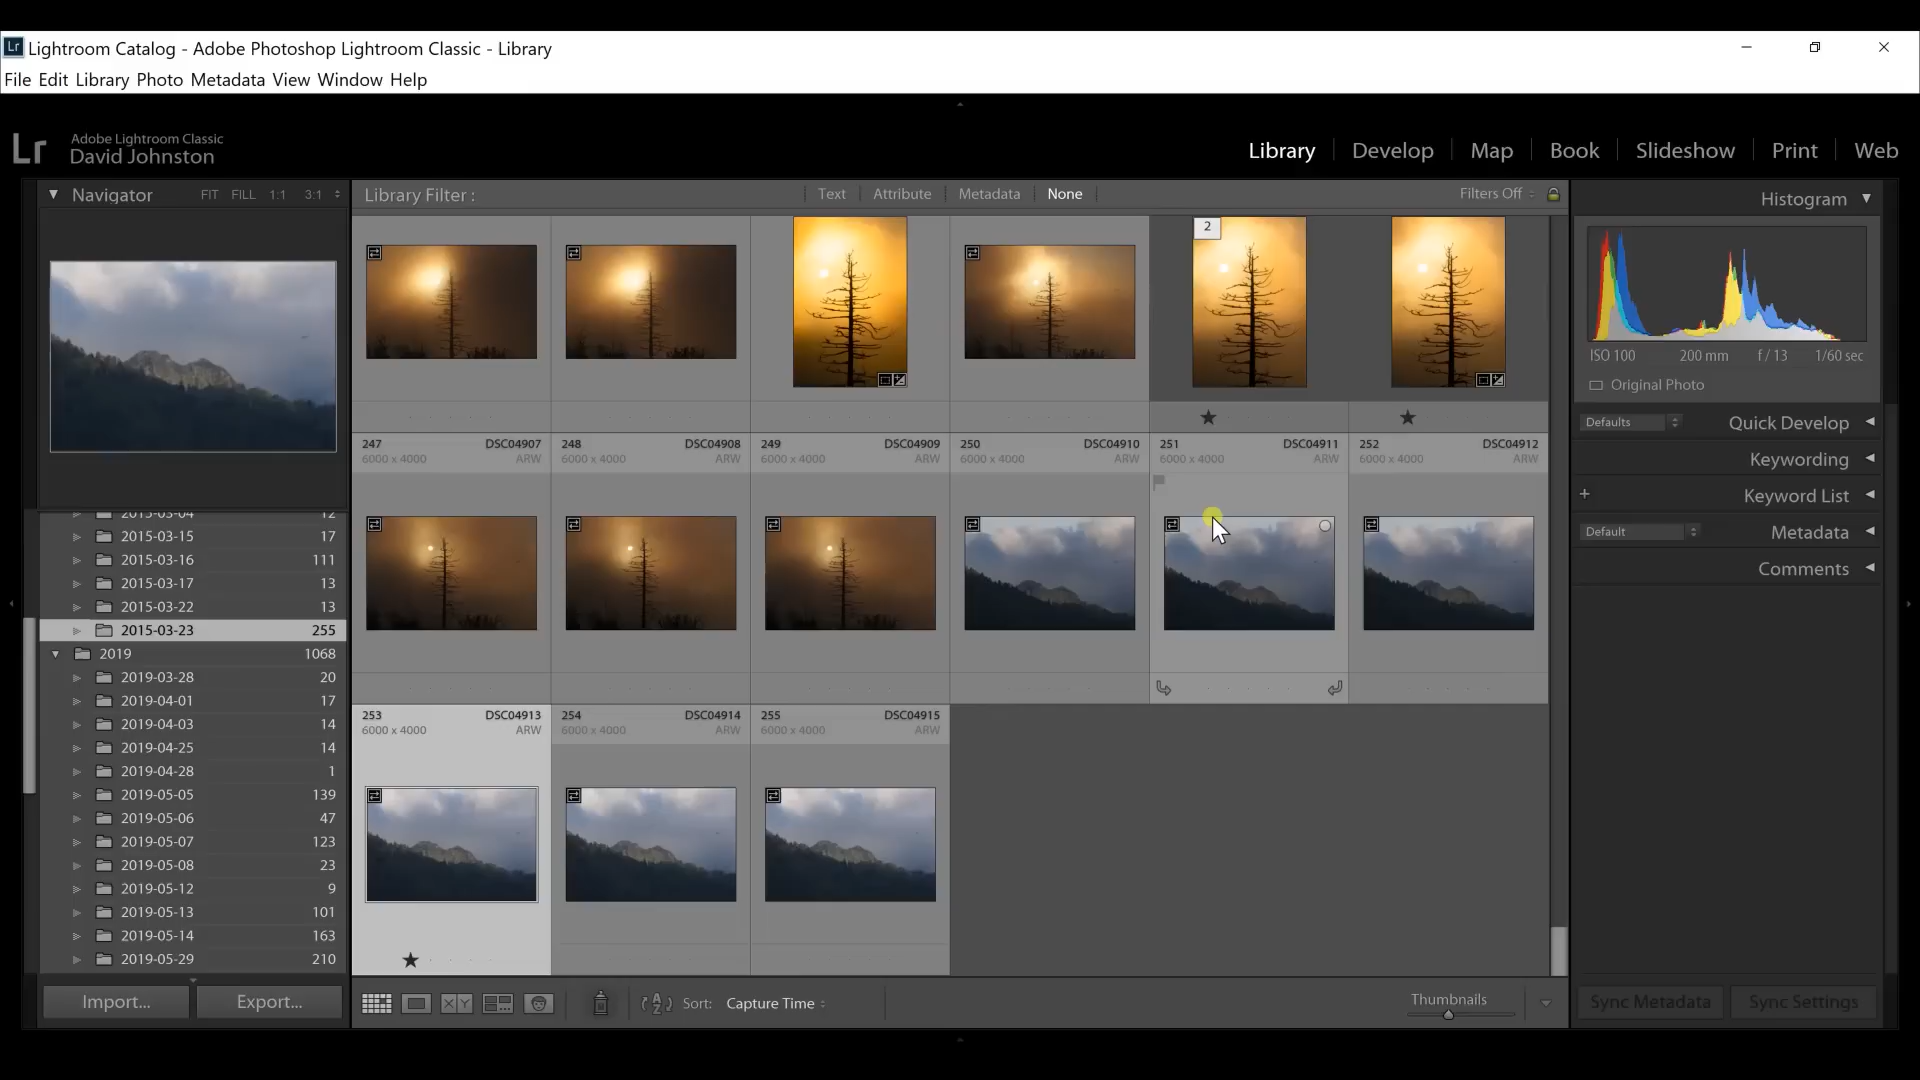 Lr Lightroom Catalog - Adobe Photoshop Lightroom Classic - Library
File Edit Library Photo Metadata View Window Help
Lr Adobe Lightroom Classic
David Johnston
Library | Develop | Map | Book | Slideshow | Print | Web
Navigator FIT FILL 1:1 3:1
Library Filter : Text Attribute Metadata None Filters Off
Histogram
ISO 100 200 mm f / 13 1/60 sec
Original Photo
Defaults Quick Develop
Keywording
+ Keyword List
Default Metadata
Comments
2
247 DSC04907
6000 x 4000 ARW
248 DSC04908
6000 x 4000 ARW
249 DSC04909
6000 x 4000 ARW
250 DSC04910
6000 x 4000 ARW
251 DSC04911
6000 x 4000 ARW
252 DSC04912
6000 x 4000 ARW
253 DSC04913
6000 x 4000 ARW
254 DSC04914
6000 x 4000 ARW
255 DSC04915
6000 x 4000 ARW
2015-03-04 12
2015-03-15 17
2015-03-16 111
2015-03-17 13
2015-03-22 13
2015-03-23 255
2019 1068
2019-03-28 20
2019-04-01 17
2019-04-03 14
2019-04-25 14
2019-04-28 1
2019-05-05 139
2019-05-06 47
2019-05-07 123
2019-05-08 23
2019-05-12 9
2019-05-13 101
2019-05-14 163
2019-05-29 210
Import... Export...
XY AZ Sort: Capture Time
Thumbnails
Sync Metadata Sync Settings